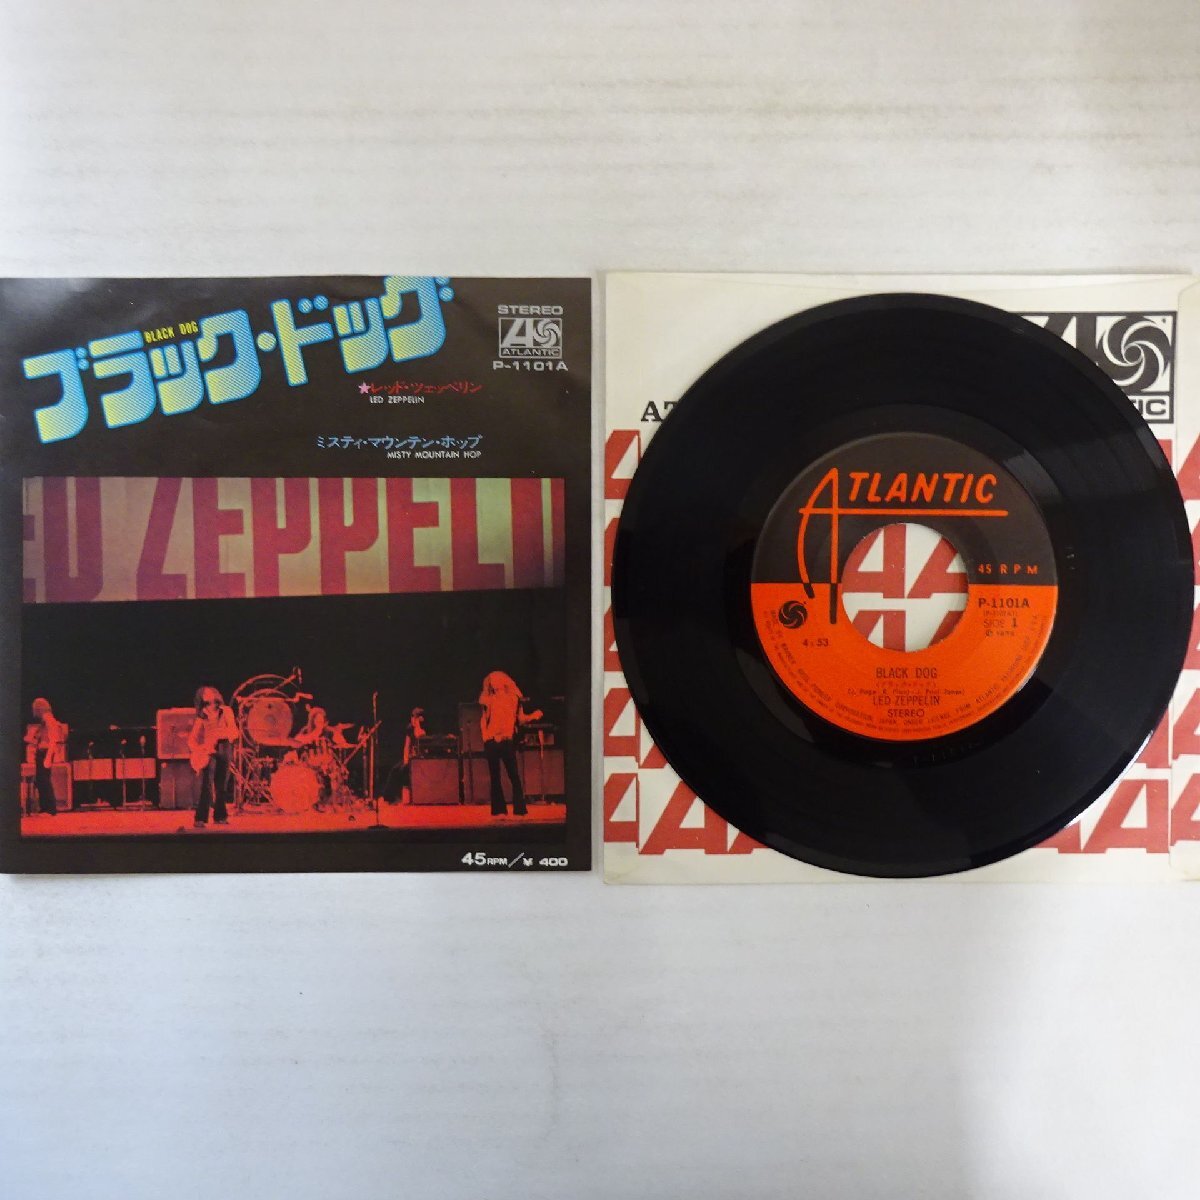 ブラック・ドッグ
BLACK DOG
STEREO
ATLANTIC
P-1101A
★レッド・ツェッペリン
LED ZEPPELIN
ミスティ・マウンテン・ホップ
MISTY MOUNTAIN HOP
ED ZEPPELI
45RPM/¥ 400
ATLANTIC
45 RPM
P-1101A
SIDE 1
4:53
BLACK DOG
LED ZEPPELIN
STEREO